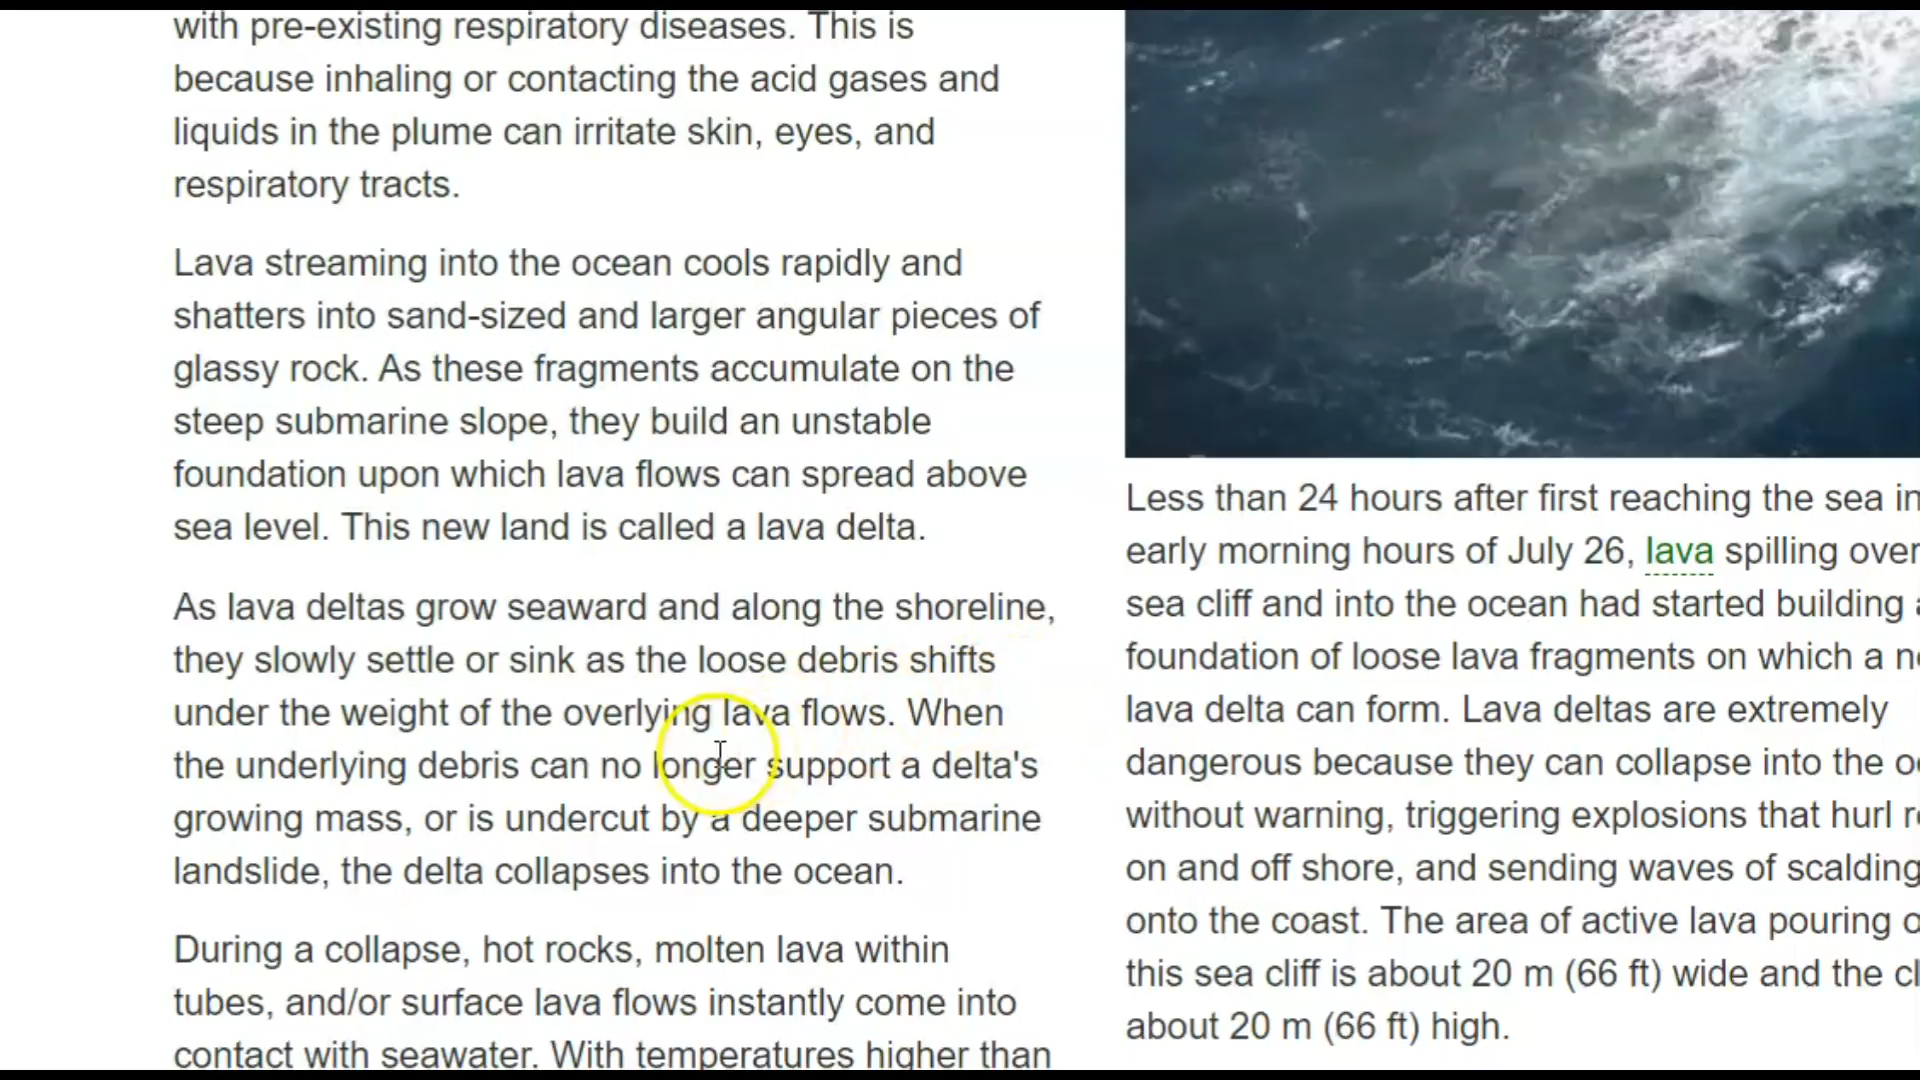 with pre-existing respiratory diseases. This is
because inhaling or contacting the acid gases and
liquids in the plume can irritate skin, eyes, and
respiratory tracts.
Lava streaming into the ocean cools rapidly and
shatters into sand-sized and larger angular pieces of
glassy rock. As these fragments accumulate on the
steep submarine slope, they build an unstable
foundation upon which lava flows can spread above
sea level. This new land is called a lava delta.
As lava deltas grow seaward and along the shoreline,
they slowly settle or sink as the loose debris shifts
under the weight of the overlying lava flows. When
the underlying debris can no longer support a delta's
growing mass, or is undercut by a deeper submarine
landslide, the delta collapses into the ocean.
During a collapse, hot rocks, molten lava within
tubes, and/or surface lava flows instantly come into
contact with seawater. With temperatures higher than
Less than 24 hours after first reaching the sea in
early morning hours of July 26, lava spilling over
sea cliff and into the ocean had started building
foundation of loose lava fragments on which a
lava delta can form. Lava deltas are extremely
dangerous because they can collapse into the
without warning, triggering explosions that hurl
on and off shore, and sending waves of scalding
onto the coast. The area of active lava pouring
this sea cliff is about 20 m (66 ft) wide and the
about 20 m (66 ft) high.